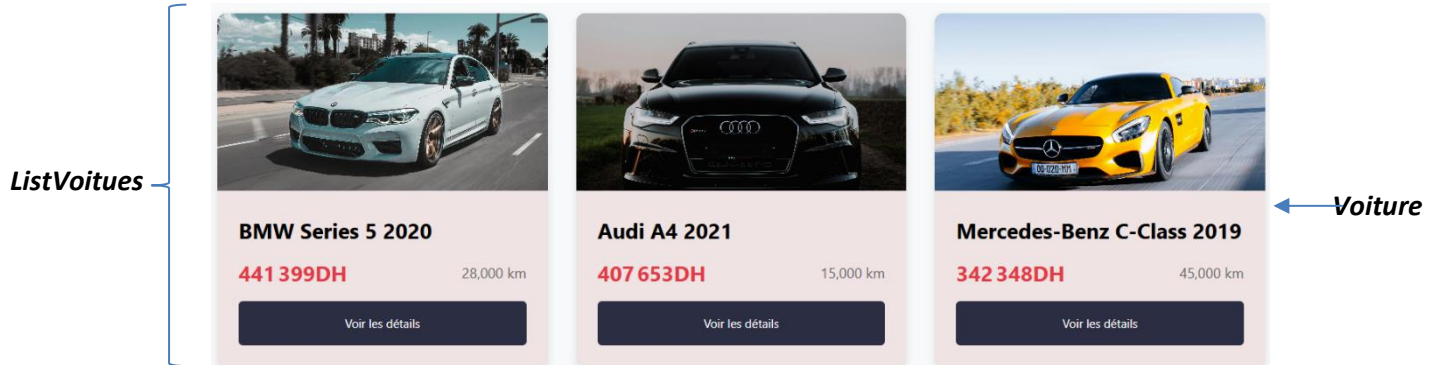 ListVoitues
Voiture
BMW Series 5 2020
441 399DH
28,000 km
Voir les détails
Audi A4 2021
407 653DH
15,000 km
Voir les détails
Mercedes-Benz C-Class 2019
342 348DH
45,000 km
Voir les détails